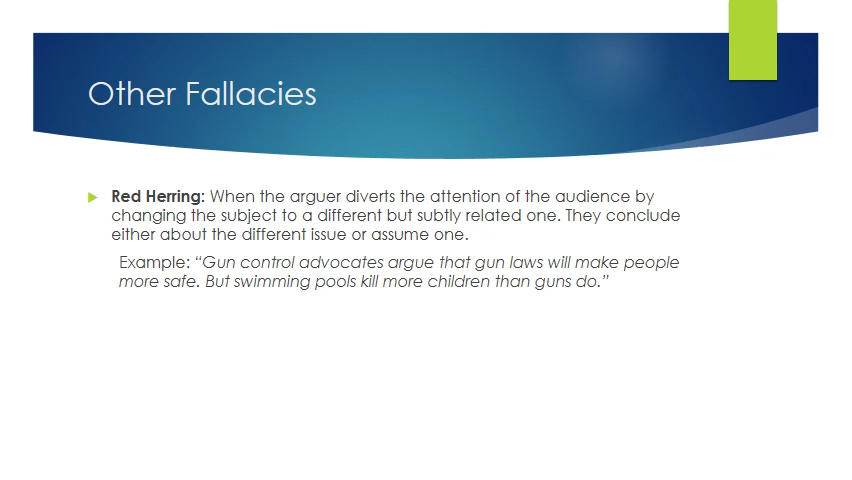 Other Fallacies
Red Herring: When the arguer diverts the attention of the audience by
changing the subject to a different but subtly related one. They conclude
either about the different issue or assume one.
Example: “Gun control advocates argue that gun laws will make people
more safe. But swimming pools kill more children than guns do.”